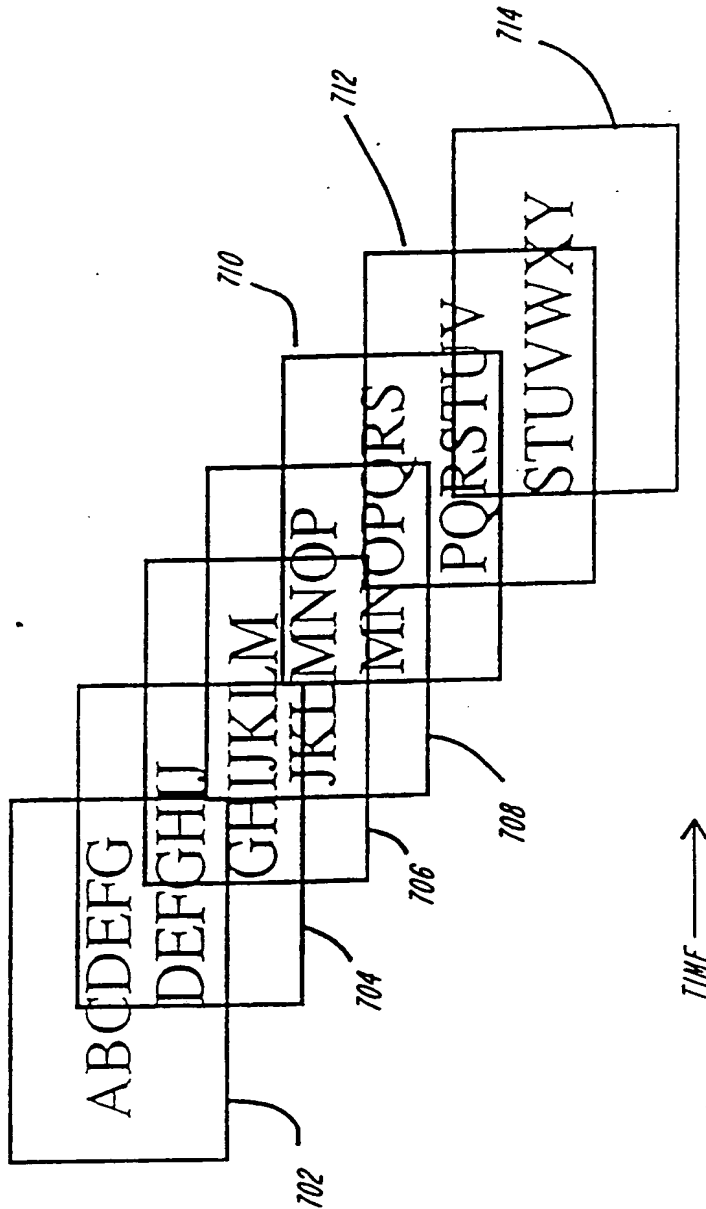 ABCDEFG
DEFGHIJ
710
GHIJKLM
702
JKLMNOP
712
704
MNOPQRS
706
PQRSTUV
708
714
STUVWXY
TIME